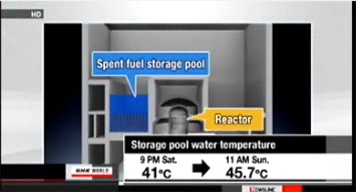 HD
Spent fuel storage pool
Reactor
Storage pool water temperature
9 PM Sat. 11 AM Sun.
41°C 45.7°C
NHK WORLD
NEWSLINE